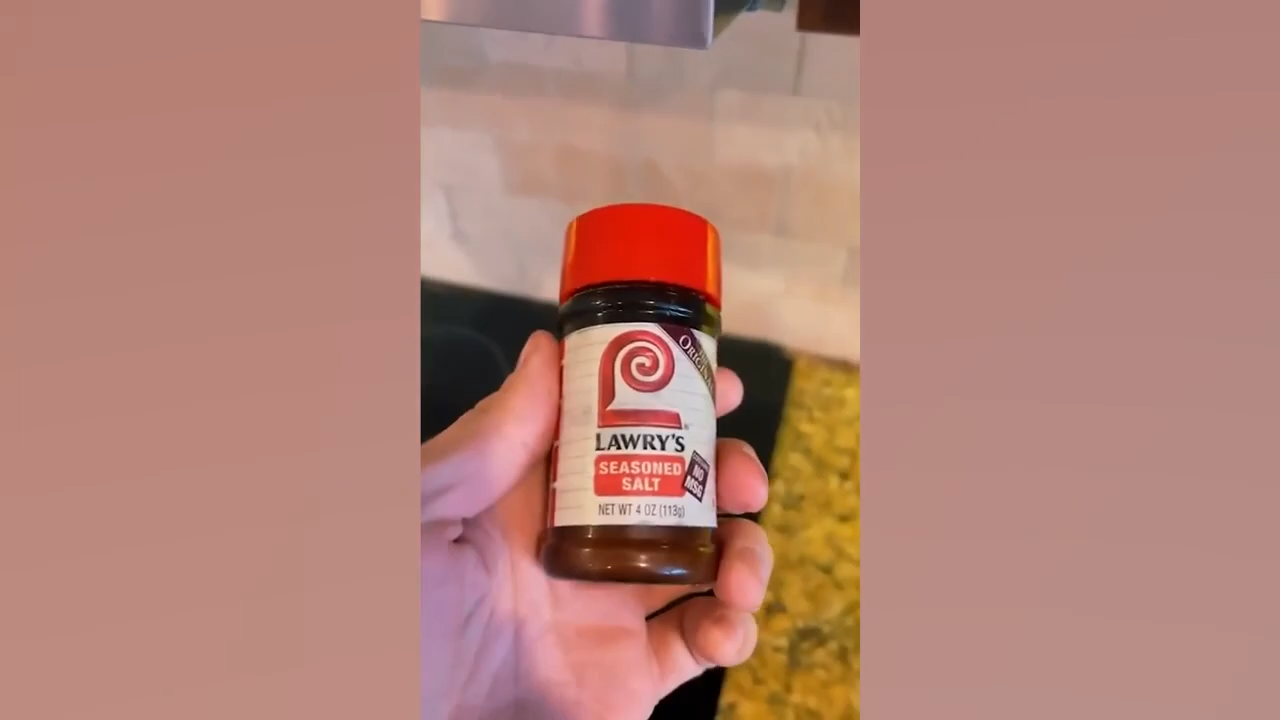 ORIGINAL
LAWRY'S
SEASONED
SALT
NO
MSG
NET WT 4 OZ (113g)